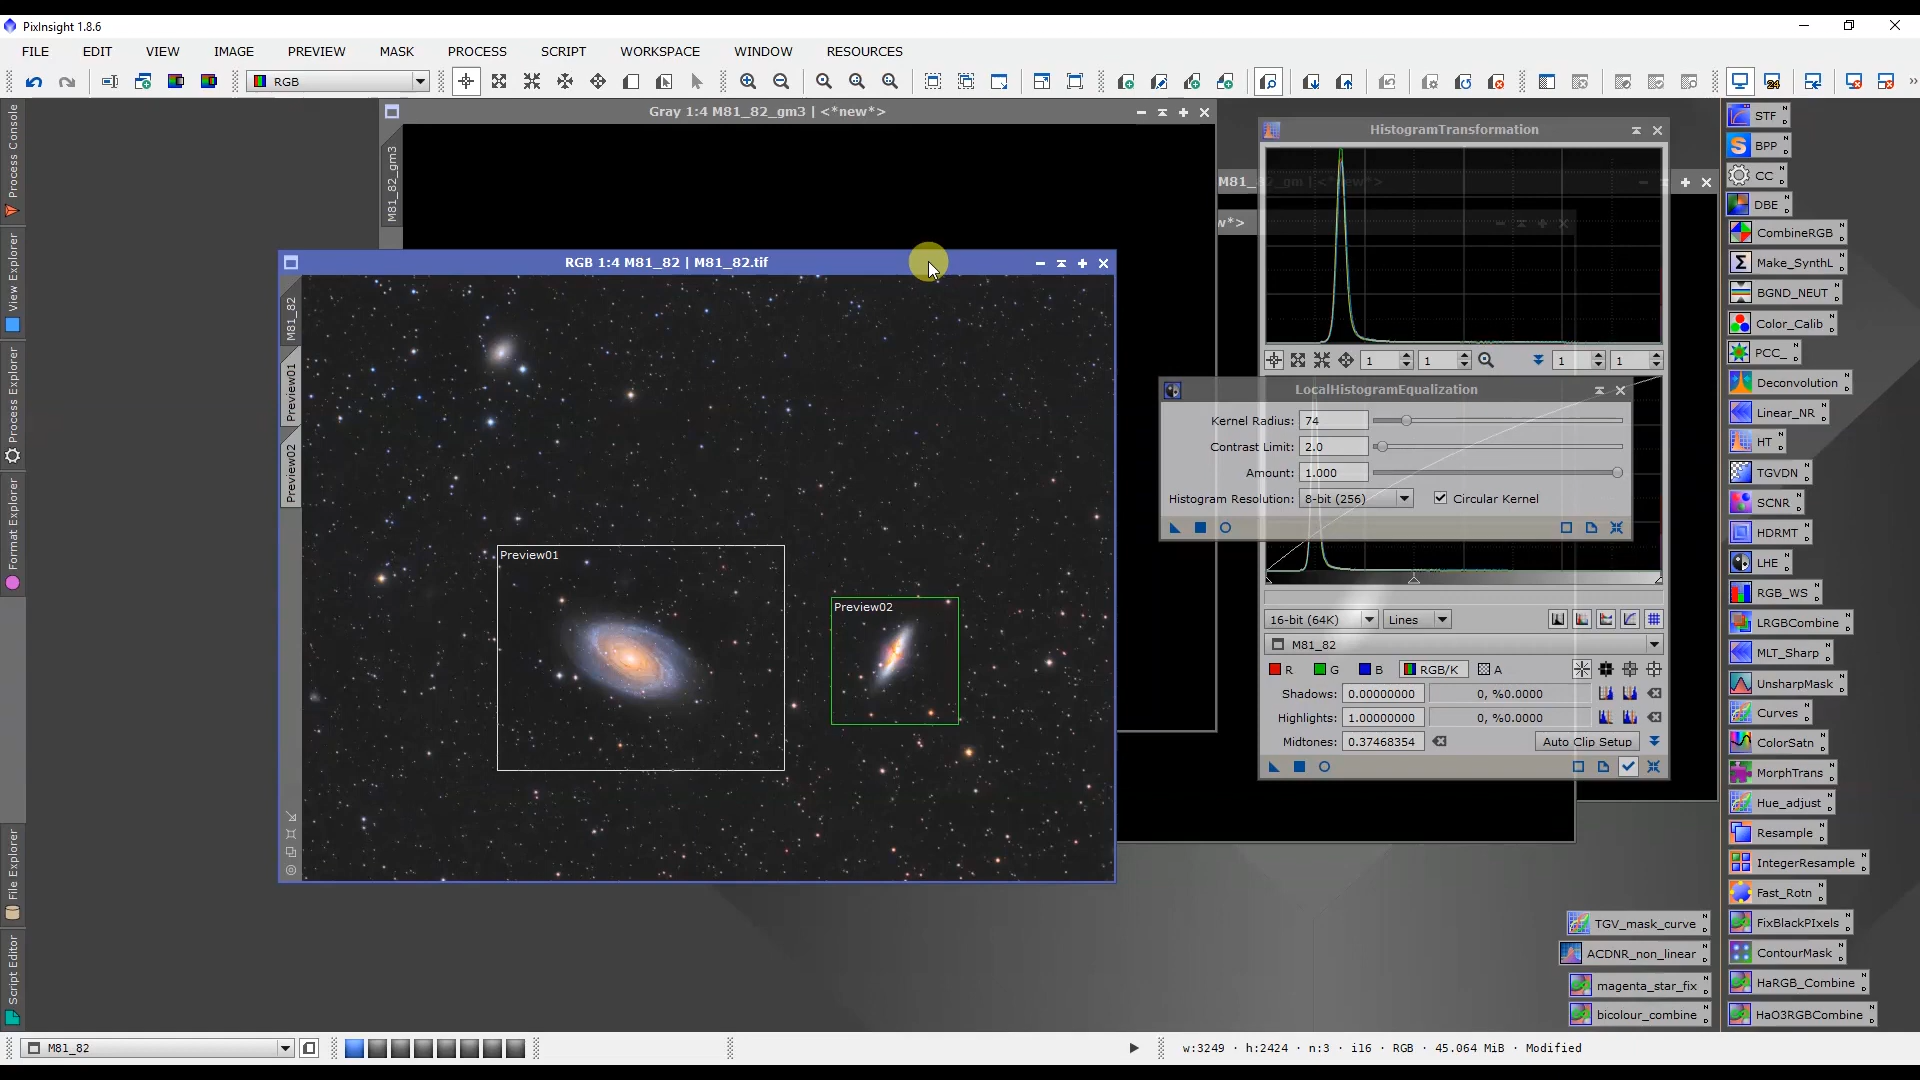 PixInsight 1.8.6
FILE EDIT VIEW IMAGE PREVIEW MASK PROCESS SCRIPT WORKSPACE WINDOW RESOURCES
RGB
24
Process Console
View Explorer
Process Explorer
Format Explorer
File Explorer
Script Editor
Gray 1:4 M81_82_gm3 | <*new*>
M81_82_gm3
M81_82_gm | <*new*>
w*>
RGB 1:4 M81_82 | M81_82.tif
M81_82
Preview01
Preview02
Preview01
Preview02
HistogramTransformation
1 1 1 1
LocalHistogramEqualization
Kernel Radius: 74
Contrast Limit: 2.0
Amount: 1.000
Histogram Resolution: 8-bit (256) Circular Kernel
16-bit (64K) Lines
M81_82
R G B RGB/K A
Shadows: 0.00000000 0, %0.0000
Highlights: 1.00000000 0, %0.0000
Midtones: 0.37468354 Auto Clip Setup
STF
BPP
CC
DBE
CombineRGB
Make_SynthL
BGND_NEUT
Color_Calib
PCC_
Deconvolution
Linear_NR
HT
TGVDN
SCNR
HDRMT
LHE
RGB_WS
LRGBCombine
MLT_Sharp
UnsharpMask
Curves
ColorSatn
MorphTrans
Hue_adjust
Resample
IntegerResample
Fast_Rotn
FixBlackPIxels
ContourMask
HaRGB_Combine
HaO3RGBCombine
TGV_mask_curve
ACDNR_non_linear
magenta_star_fix
bicolour_combine
M81_82
w:3249 · h:2424 · n:3 · i16 · RGB · 45.064 MiB · Modified